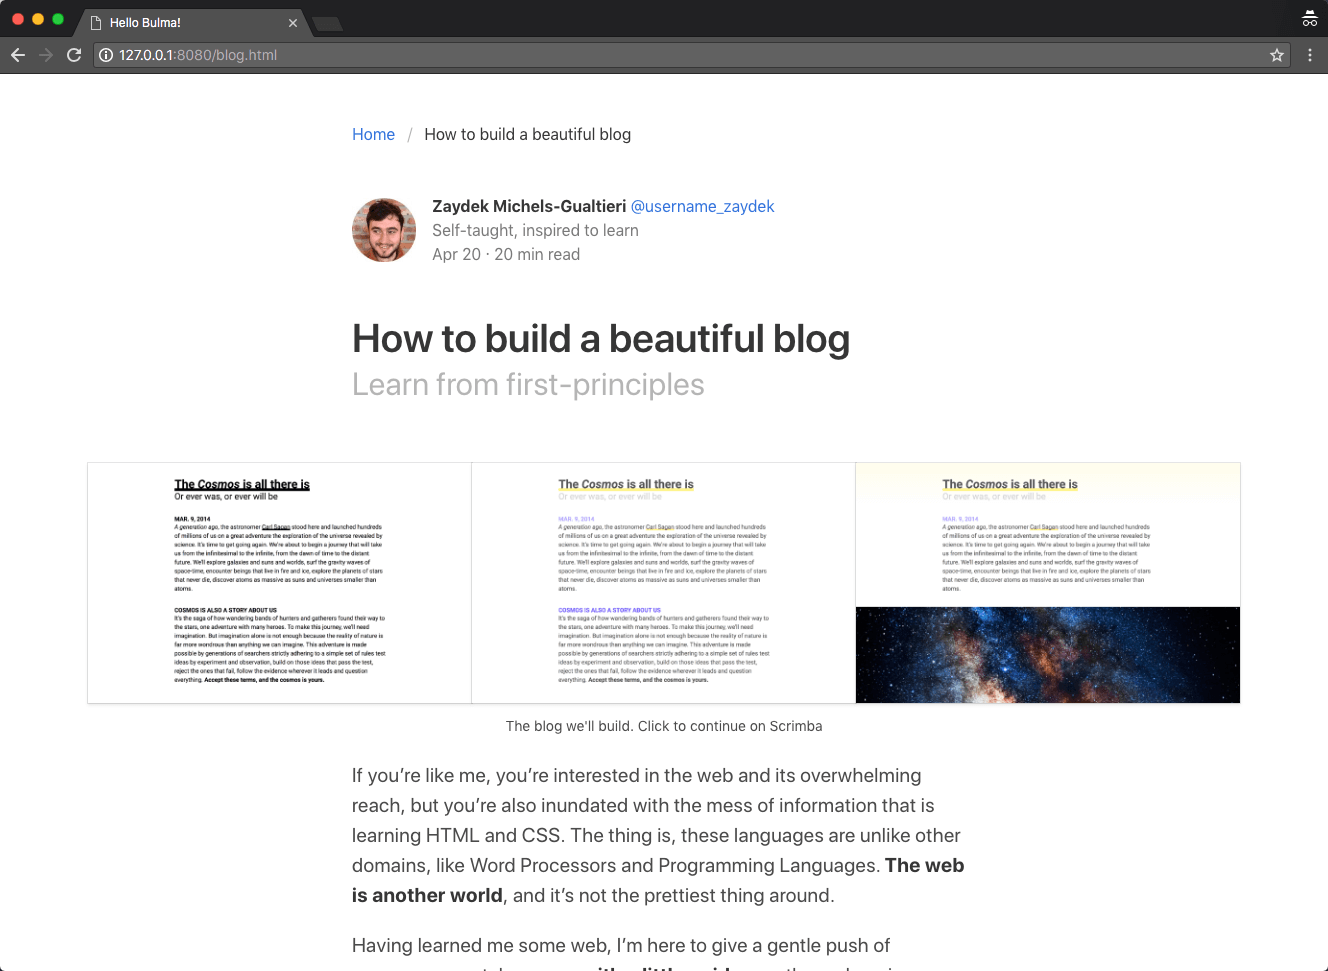 Hello Bulma!
127.0.0.1:8080/blog.html
Home / How to build a beautiful blog
Zaydek Michels-Gualtieri @username_zaydek
Self-taught, inspired to learn
Apr 20 · 20 min read
How to build a beautiful blog
Learn from first-principles
The Cosmos is all there is
Or ever was, or ever will be
MAR. 9, 2014
A generation ago, the astronomer Carl Sagan stood here and launched hundreds
of millions of us on a great adventure the exploration of the universe revealed by
science. It's time to get going again. We're about to begin a journey that will take
us from the infinitesimal to the infinite, from the dawn of time to the distant
future. We'll explore galaxies and suns and worlds, surf the gravity waves of
space-time, encounter beings that live in fire and ice, explore the planets of stars
that never die, discover atoms as massive as suns and universes smaller than
atoms.
COSMOS IS ALSO A STORY ABOUT US
It's the saga of how wandering bands of hunters and gatherers found their way to
the stars, one adventure with many heroes. To make this journey, we'll need
imagination. But imagination alone is not enough because the reality of nature is
far more wondrous than anything we can imagine. This adventure is made
possible by generations of searchers strictly adhering to a simple set of rules test
ideas by experiment and observation, build on those ideas that pass the test,
reject the ones that fail, follow the evidence wherever it leads and question
everything. Accept these terms, and the cosmos is yours.
The Cosmos is all there is
Or ever was, or ever will be
MAR. 9, 2014
A generation ago, the astronomer Carl Sagan stood here and launched hundreds
of millions of us on a great adventure the exploration of the universe revealed by
science. It's time to get going again. We're about to begin a journey that will take
us from the infinitesimal to the infinite, from the dawn of time to the distant
future. We'll explore galaxies and suns and worlds, surf the gravity waves of
space-time, encounter beings that live in fire and ice, explore the planets of stars
that never die, discover atoms as massive as suns and universes smaller than
atoms.
COSMOS IS ALSO A STORY ABOUT US
It's the saga of how wandering bands of hunters and gatherers found their way to
the stars, one adventure with many heroes. To make this journey, we'll need
imagination. But imagination alone is not enough because the reality of nature is
far more wondrous than anything we can imagine. This adventure is made
possible by generations of searchers strictly adhering to a simple set of rules test
ideas by experiment and observation, build on those ideas that pass the test,
reject the ones that fail, follow the evidence wherever it leads and question
everything. Accept these terms, and the cosmos is yours.
The Cosmos is all there is
Or ever was, or ever will be
MAR. 9, 2014
A generation ago, the astronomer Carl Sagan stood here and launched hundreds
of millions of us on a great adventure the exploration of the universe revealed by
science. It's time to get going again. We're about to begin a journey that will take
us from the infinitesimal to the infinite, from the dawn of time to the distant
future. We'll explore galaxies and suns and worlds, surf the gravity waves of
space-time, encounter beings that live in fire and ice, explore the planets of stars
that never die, discover atoms as massive as suns and universes smaller than
atoms.
The blog we'll build. Click to continue on Scrimba
If you’re like me, you’re interested in the web and its overwhelming
reach, but you’re also inundated with the mess of information that is
learning HTML and CSS. The thing is, these languages are unlike other
domains, like Word Processors and Programming Languages. The web
is another world, and it’s not the prettiest thing around.
Having learned me some web, I’m here to give a gentle push of